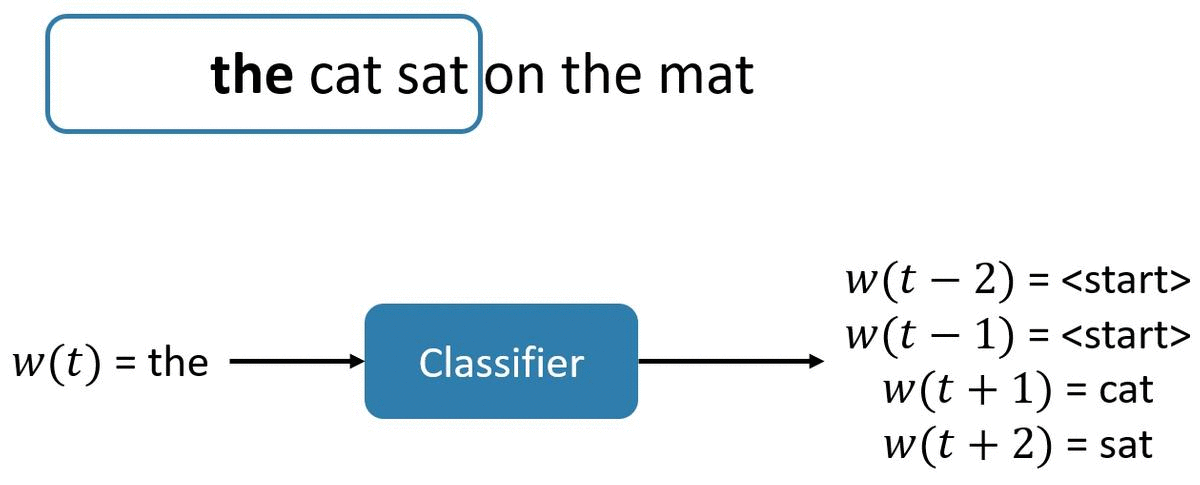 the cat sat on the mat
w(t − 2) = <start>
w(t − 1) = <start>
w(t) = the
Classifier
w(t + 1) = cat
w(t + 2) = sat